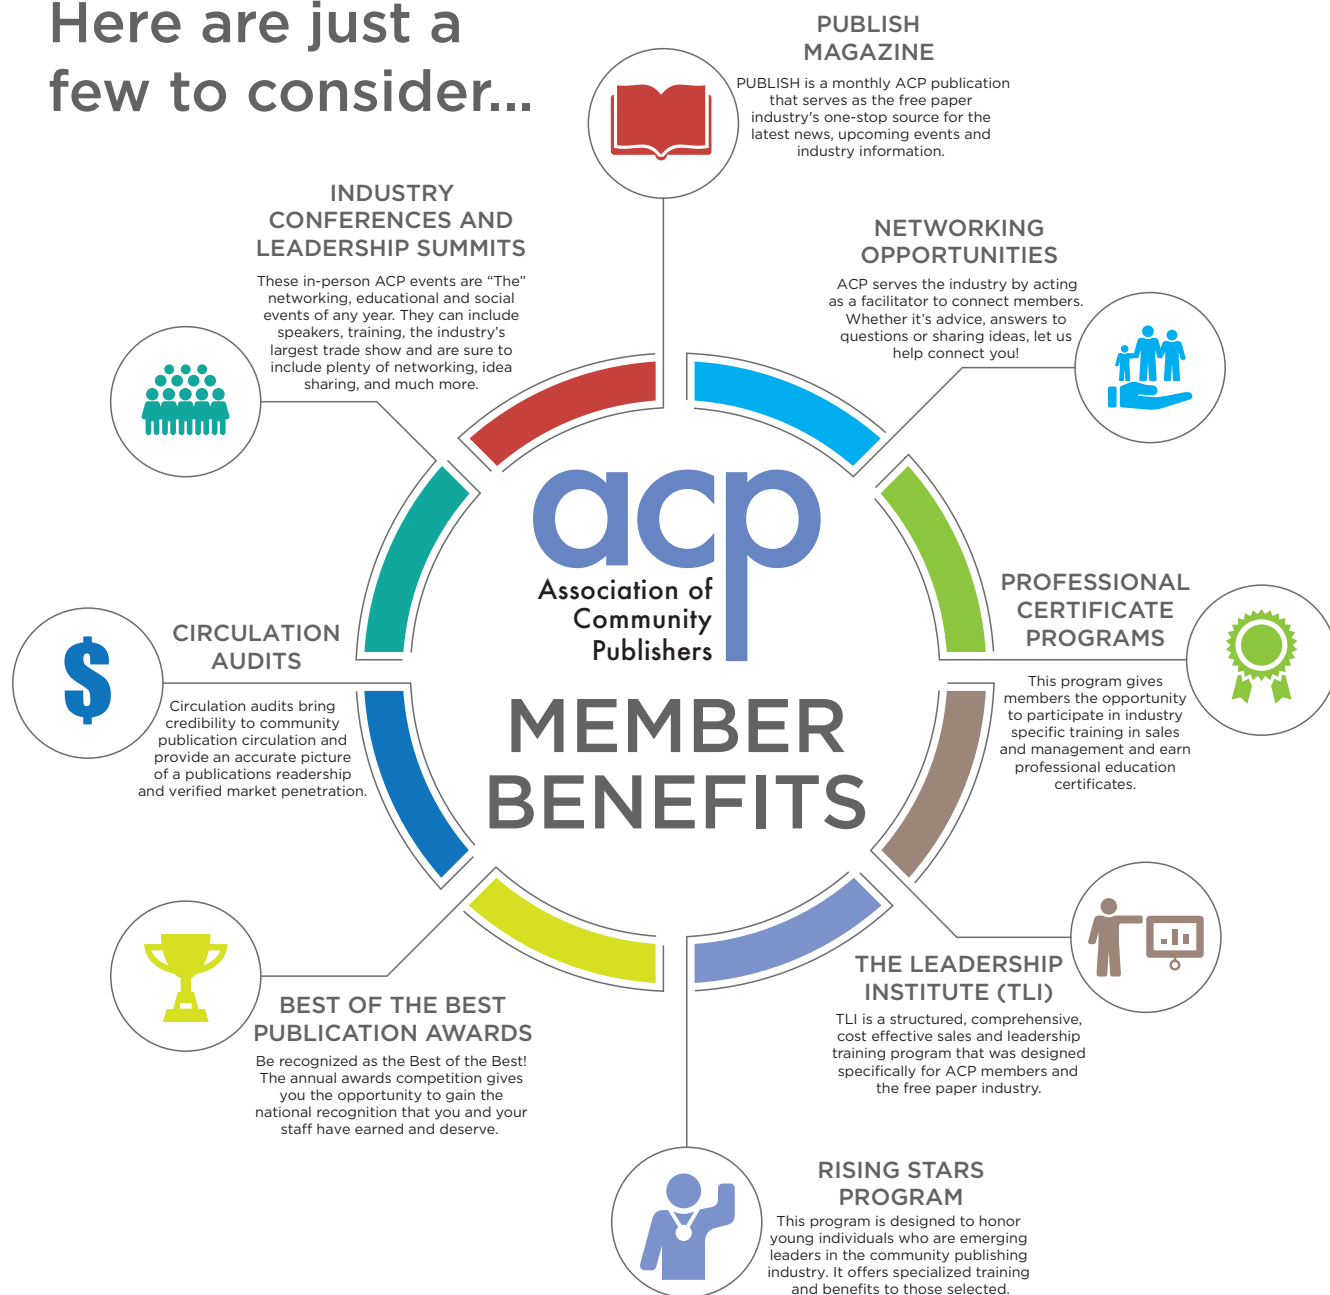 Here are just a
few to consider...
PUBLISH
MAGAZINE
PUBLISH is a monthly ACP publication
that serves as the free paper
industry's one-stop source for the
latest news, upcoming events and
industry information.
INDUSTRY
CONFERENCES AND
LEADERSHIP SUMMITS
These in-person ACP events are “The”
networking, educational and social
events of any year. They can include
speakers, training, the industry’s
largest trade show and are sure to
include plenty of networking, idea
sharing, and much more.
NETWORKING
OPPORTUNITIES
ACP serves the industry by acting
as a facilitator to connect members.
Whether it’s advice, answers to
questions or sharing ideas, let us
help connect you!
acp
Association of
Community
Publishers
MEMBER
BENEFITS
CIRCULATION
AUDITS
Circulation audits bring
credibility to community
publication circulation and
provide an accurate picture
of a publications readership
and verified market penetration.
$
PROFESSIONAL
CERTIFICATE
PROGRAMS
This program gives
members the opportunity
to participate in industry
specific training in sales
and management and earn
professional education
certificates.
BEST OF THE BEST
PUBLICATION AWARDS
Be recognized as the Best of the Best!
The annual awards competition gives
you the opportunity to gain the
national recognition that you and your
staff have earned and deserve.
THE LEADERSHIP
INSTITUTE (TLI)
TLI is a structured, comprehensive,
cost effective sales and leadership
training program that was designed
specifically for ACP members and
the free paper industry.
RISING STARS
PROGRAM
This program is designed to honor
young individuals who are emerging
leaders in the community publishing
industry. It offers specialized training
and benefits to those selected.